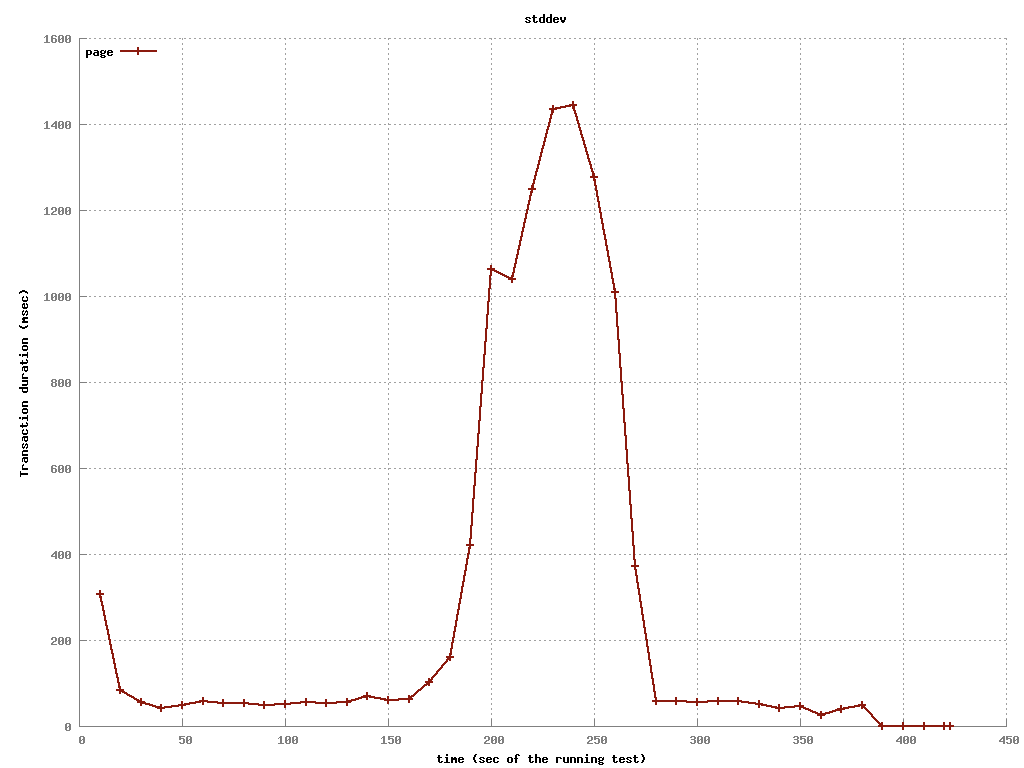 stddev
page
1600
1400
1200
1000
800
600
400
200
0
Transaction duration (msec)
0 50 100 150 200 250 300 350 400 450
time (sec of the running test)